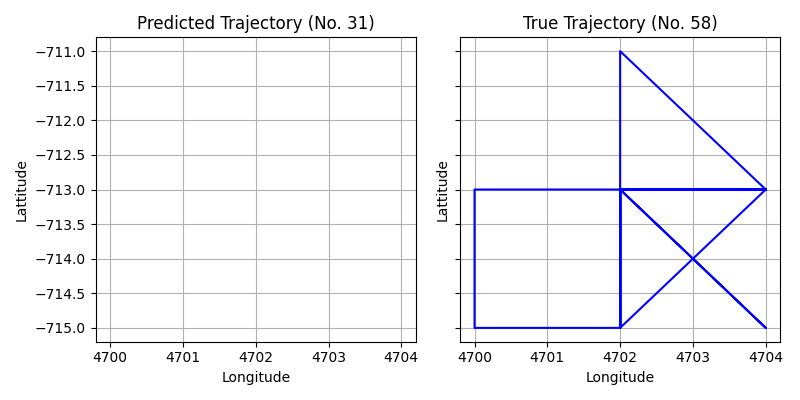 Predicted Trajectory (No. 31)
True Trajectory (No. 58)
Lattitude
−711.0
−711.5
−712.0
−712.5
−713.0
−713.5
−714.0
−714.5
−715.0
4700 4701 4702 4703 4704
Longitude
Lattitude
4700 4701 4702 4703 4704
Longitude